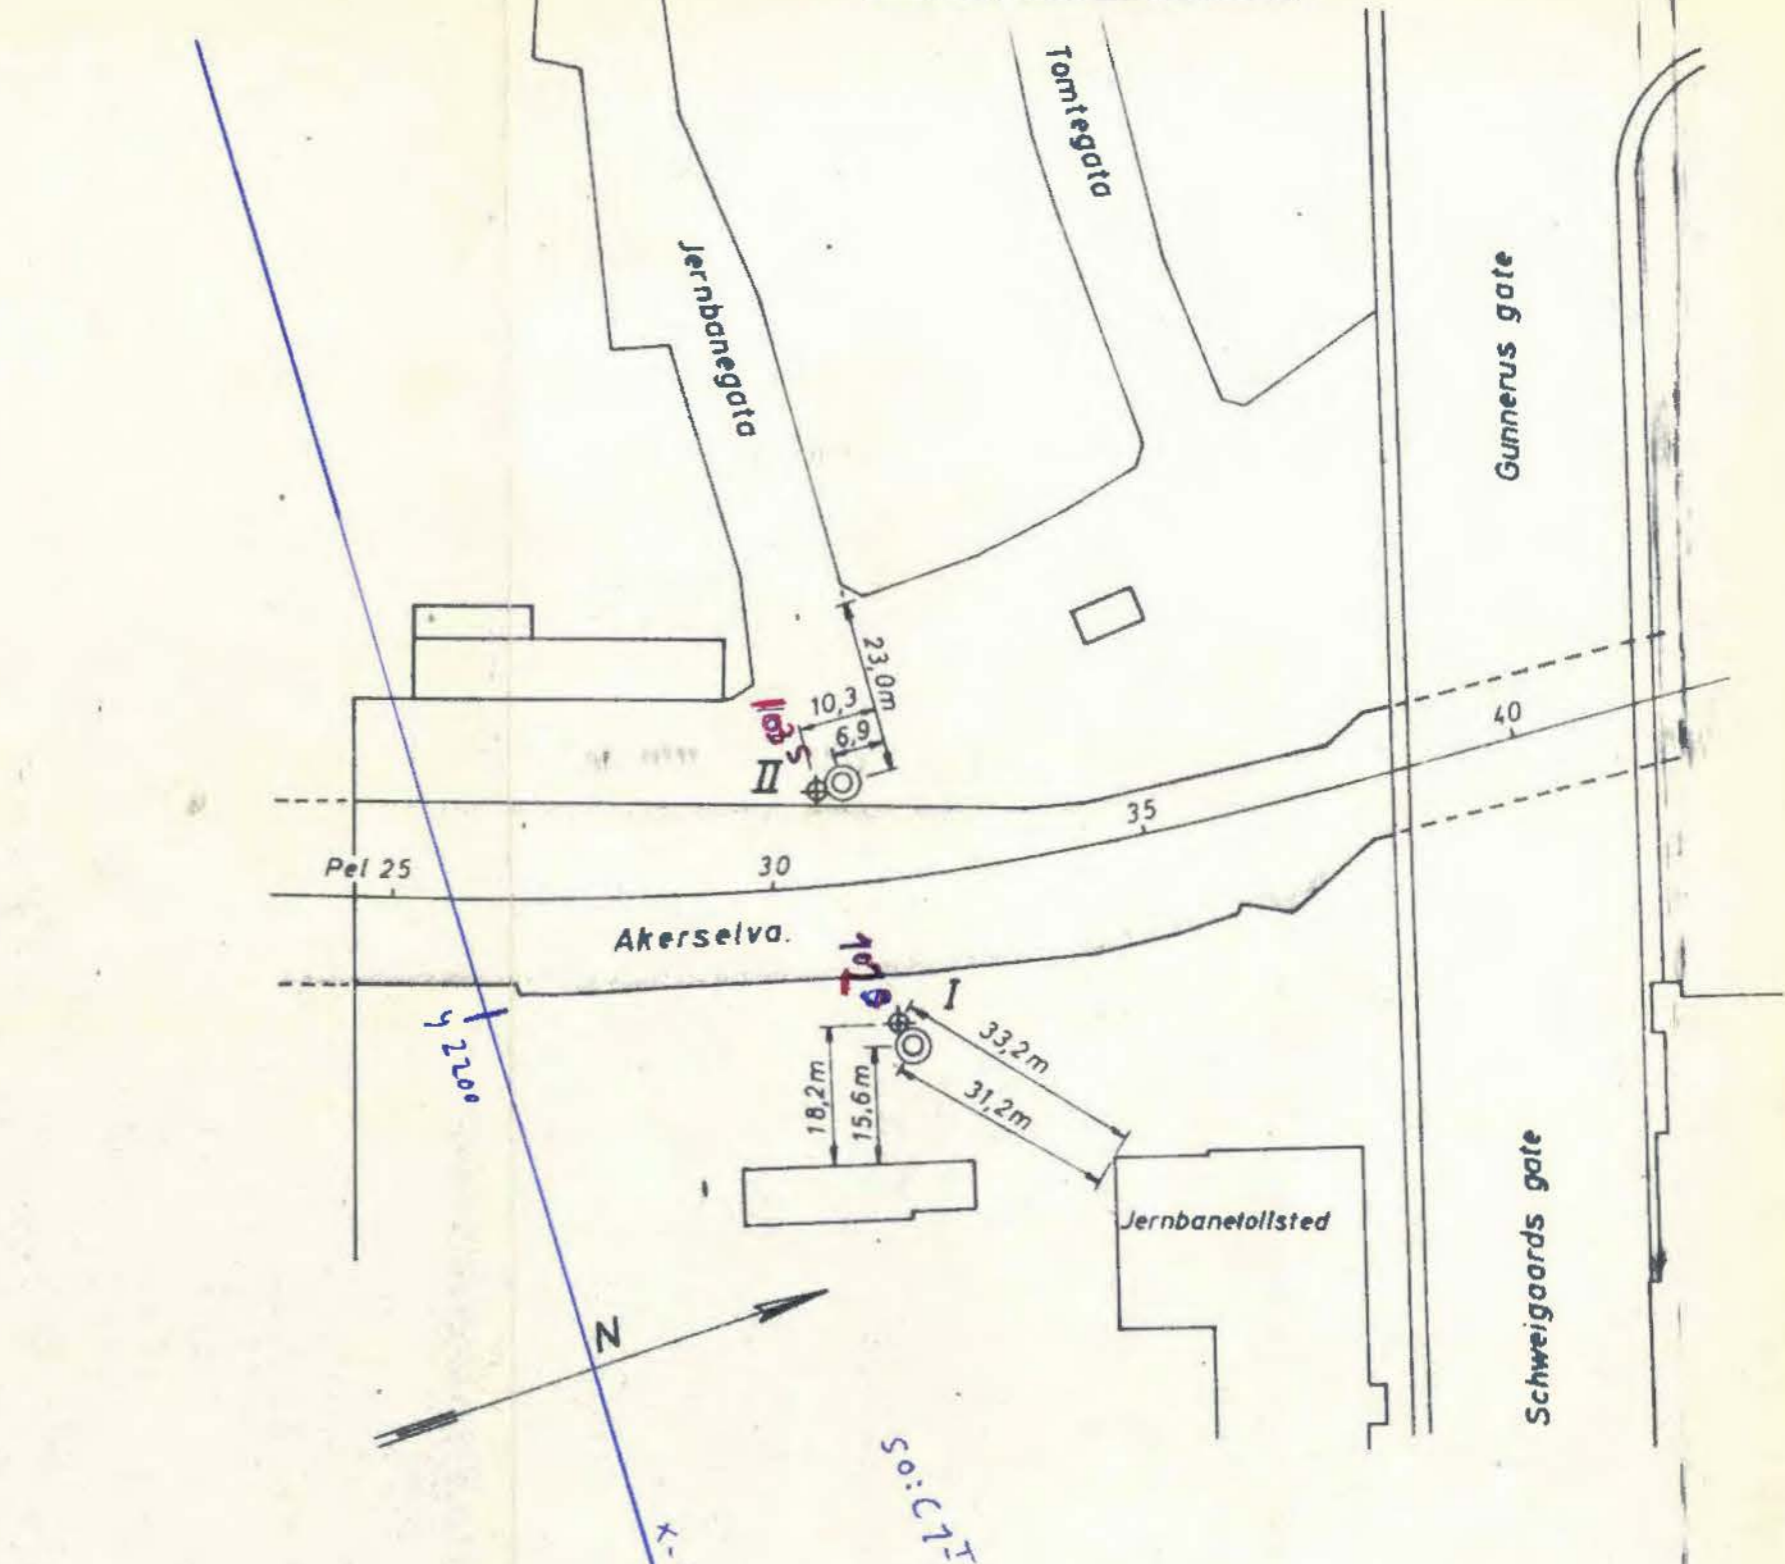 Tomtegata
Jernbanegata
Gunnerus gate
23,0m
10,3
6,9
II
40
35
30
Pel 25
Akerselva.
I
33,2m
31,2m
18,2m
15,6m
y 2200
Jernbanetollsted
Schweigaards gate
N
x-